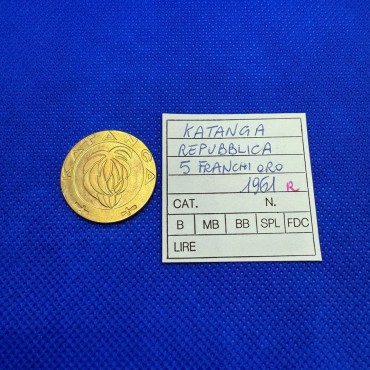 KATANGA
KATANGA
REPUBBLICA
5 FRANCHI ORO
1961 R
CAT. N.
B MB BB SPL FDC
LIRE